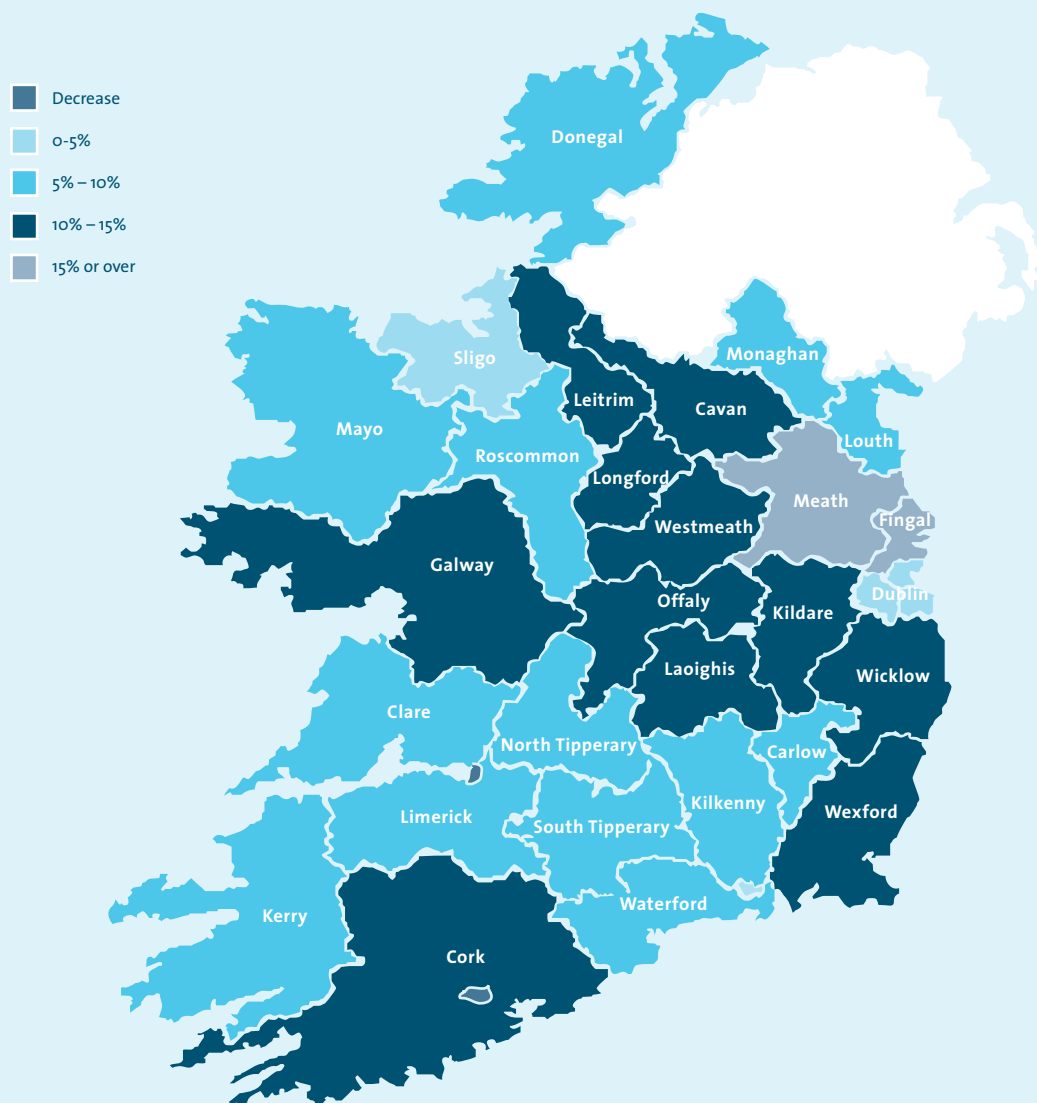 Decrease
0-5%
5% – 10%
10% – 15%
15% or over
Donegal
Monaghan
Sligo
Leitrim
Cavan
Mayo
Louth
Roscommon
Longford
Meath
Fingal
Westmeath
Galway
Dublin
Offaly
Kildare
Laoighis
Wicklow
Clare
North Tipperary
Carlow
Kilkenny
Wexford
Limerick
South Tipperary
Waterford
Kerry
Cork